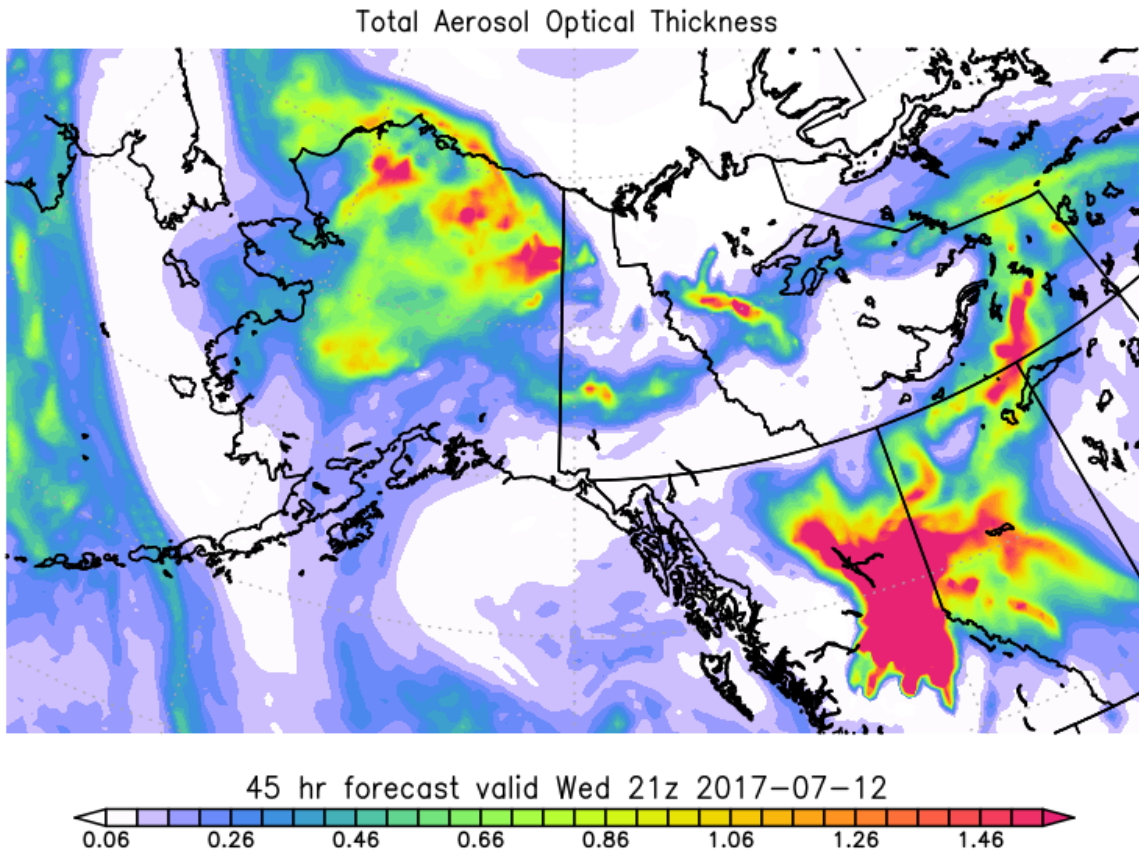 Total Aerosol Optical Thickness
45 hr forecast valid Wed 21z 2017-07-12
0.06 0.26 0.46 0.66 0.86 1.06 1.26 1.46